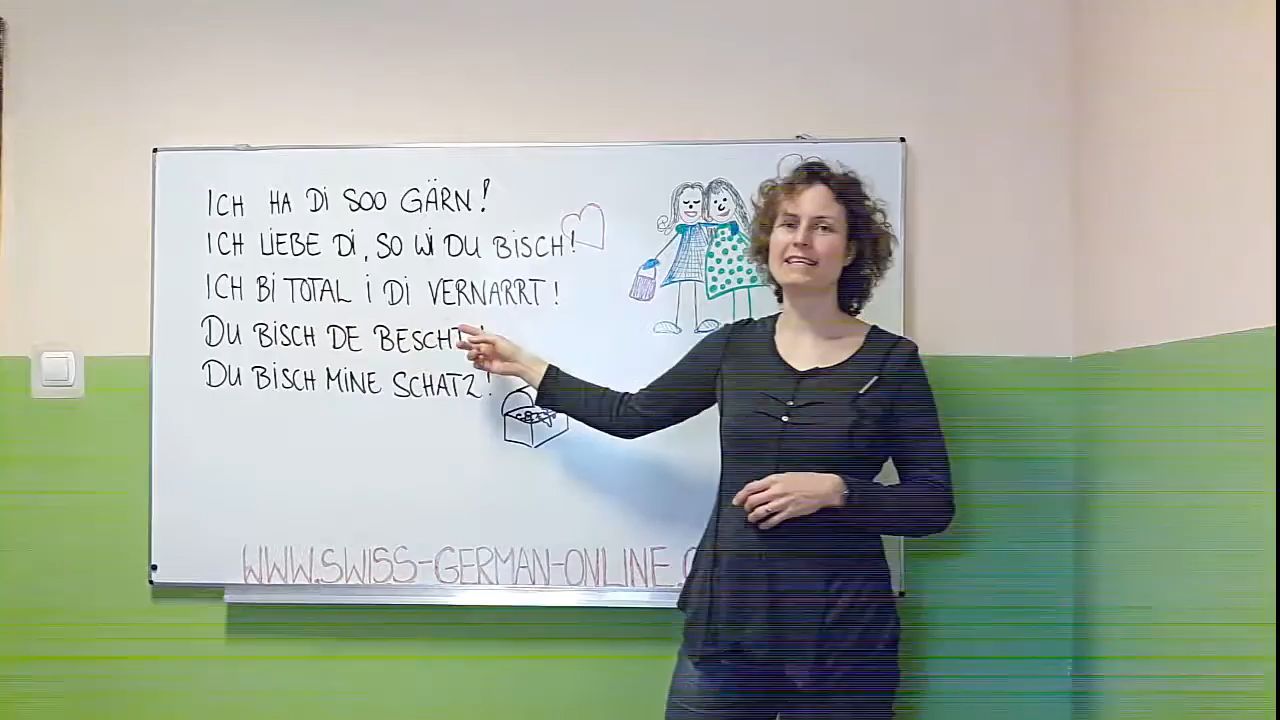 ICH HA Di SOO GÄRN!
ICH LiEBE Di, SO Wi DU BiSCH!
ICH Bi TOTAL i Di VERNARRT!
DU BiSCH DE BESCHT!
DU BiSCH MiNE SCHATZ!
WWW.SWISS-GERMAN-ONLINE.